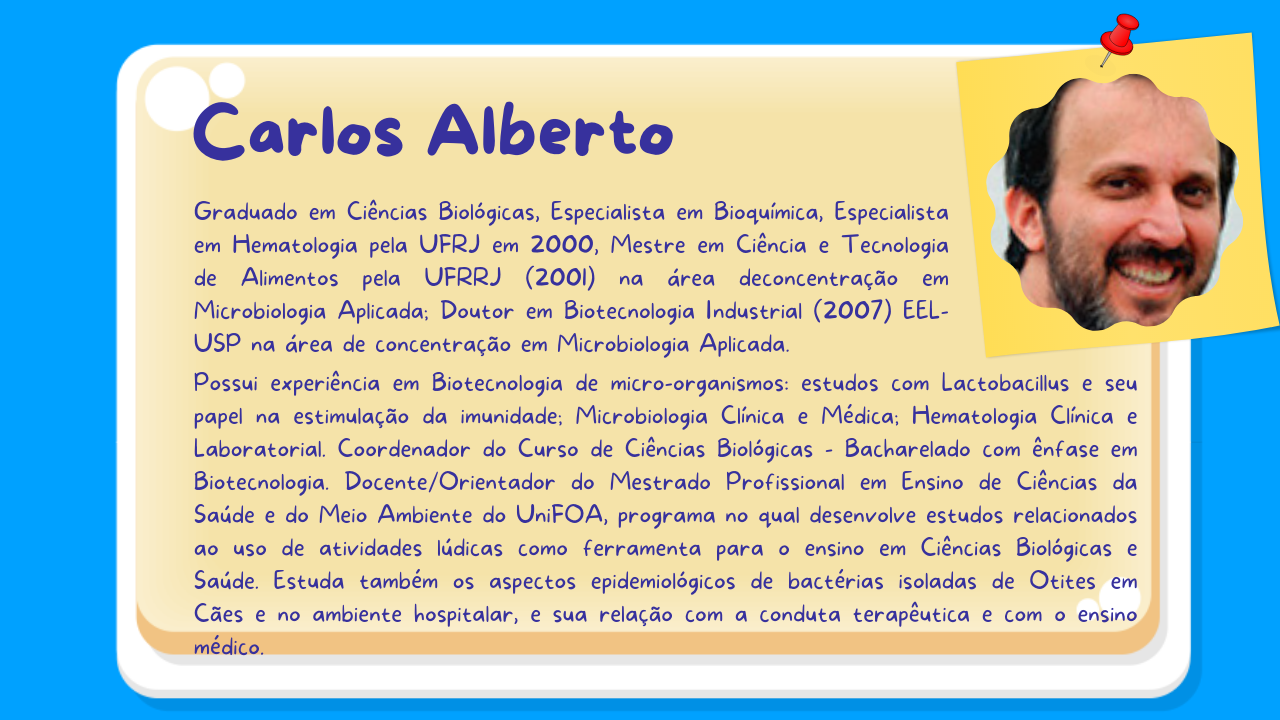 Carlos Alberto
Graduado em Ciências Biológicas, Especialista em Bioquímica, Especialista
em Hematologia pela UFRJ em 2000, Mestre em Ciência e Tecnologia
de Alimentos pela UFRRJ (2001) na área deconcentração em
Microbiologia Aplicada; Doutor em Biotecnologia Industrial (2007) EEL-
USP na área de concentração em Microbiologia Aplicada.
Possui experiência em Biotecnologia de micro-organismos: estudos com Lactobacillus e seu
papel na estimulação da imunidade; Microbiologia Clínica e Médica; Hematologia Clínica e
Laboratorial. Coordenador do Curso de Ciências Biológicas - Bacharelado com ênfase em
Biotecnologia. Docente/Orientador do Mestrado Profissional em Ensino de Ciências da
Saúde e do Meio Ambiente do UniFOA, programa no qual desenvolve estudos relacionados
ao uso de atividades lúdicas como ferramenta para o ensino em Ciências Biológicas e
Saúde. Estuda também os aspectos epidemiológicos de bactérias isoladas de Otites em
Cães e no ambiente hospitalar, e sua relação com a conduta terapêutica e com o ensino
médico.